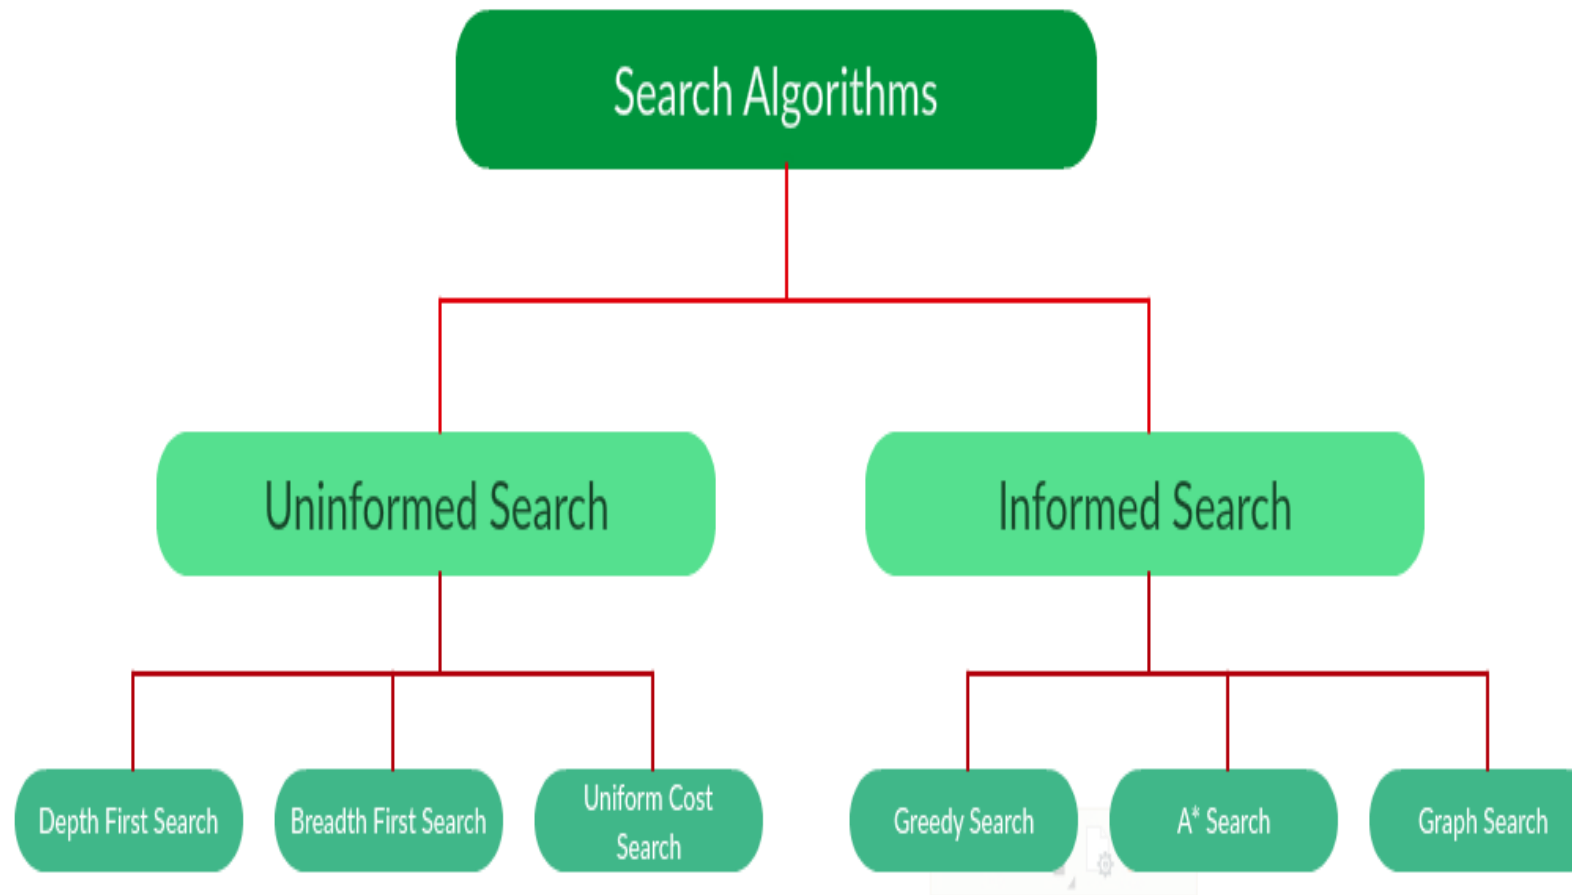 Search Algorithms
Uninformed Search
Informed Search
Depth First Search
Breadth First Search
Uniform Cost
Search
Greedy Search
A* Search
Graph Search